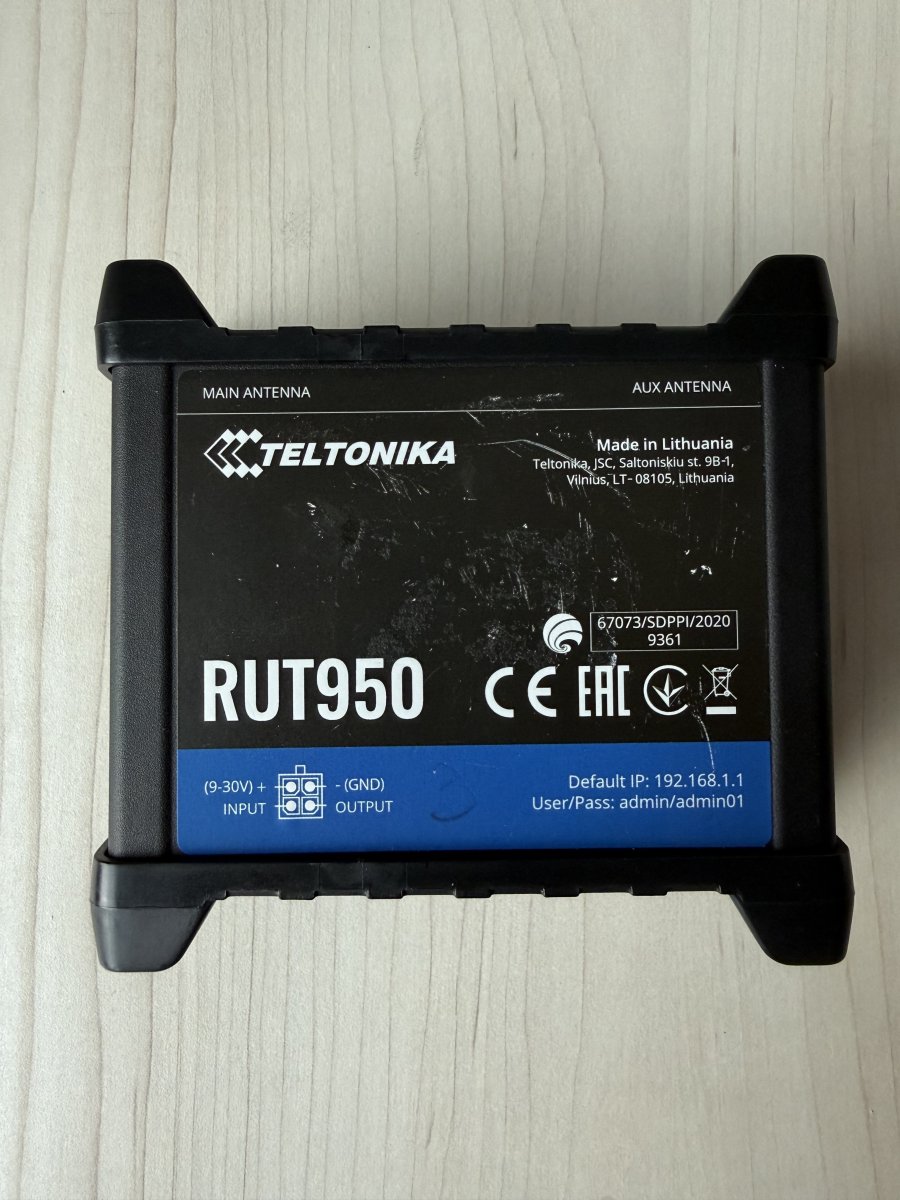 MAIN ANTENNA
AUX ANTENNA
TELTONIKA
Made in Lithuania
Teltonika, JSC, Saltoniskiu st. 9B-1,
Vilnius, LT- 08105, Lithuania
67073/SDPPI/2020
9361
RUT950
CE EAC
(9-30V) + - (GND)
INPUT OUTPUT
Default IP: 192.168.1.1
User/Pass: admin/admin01